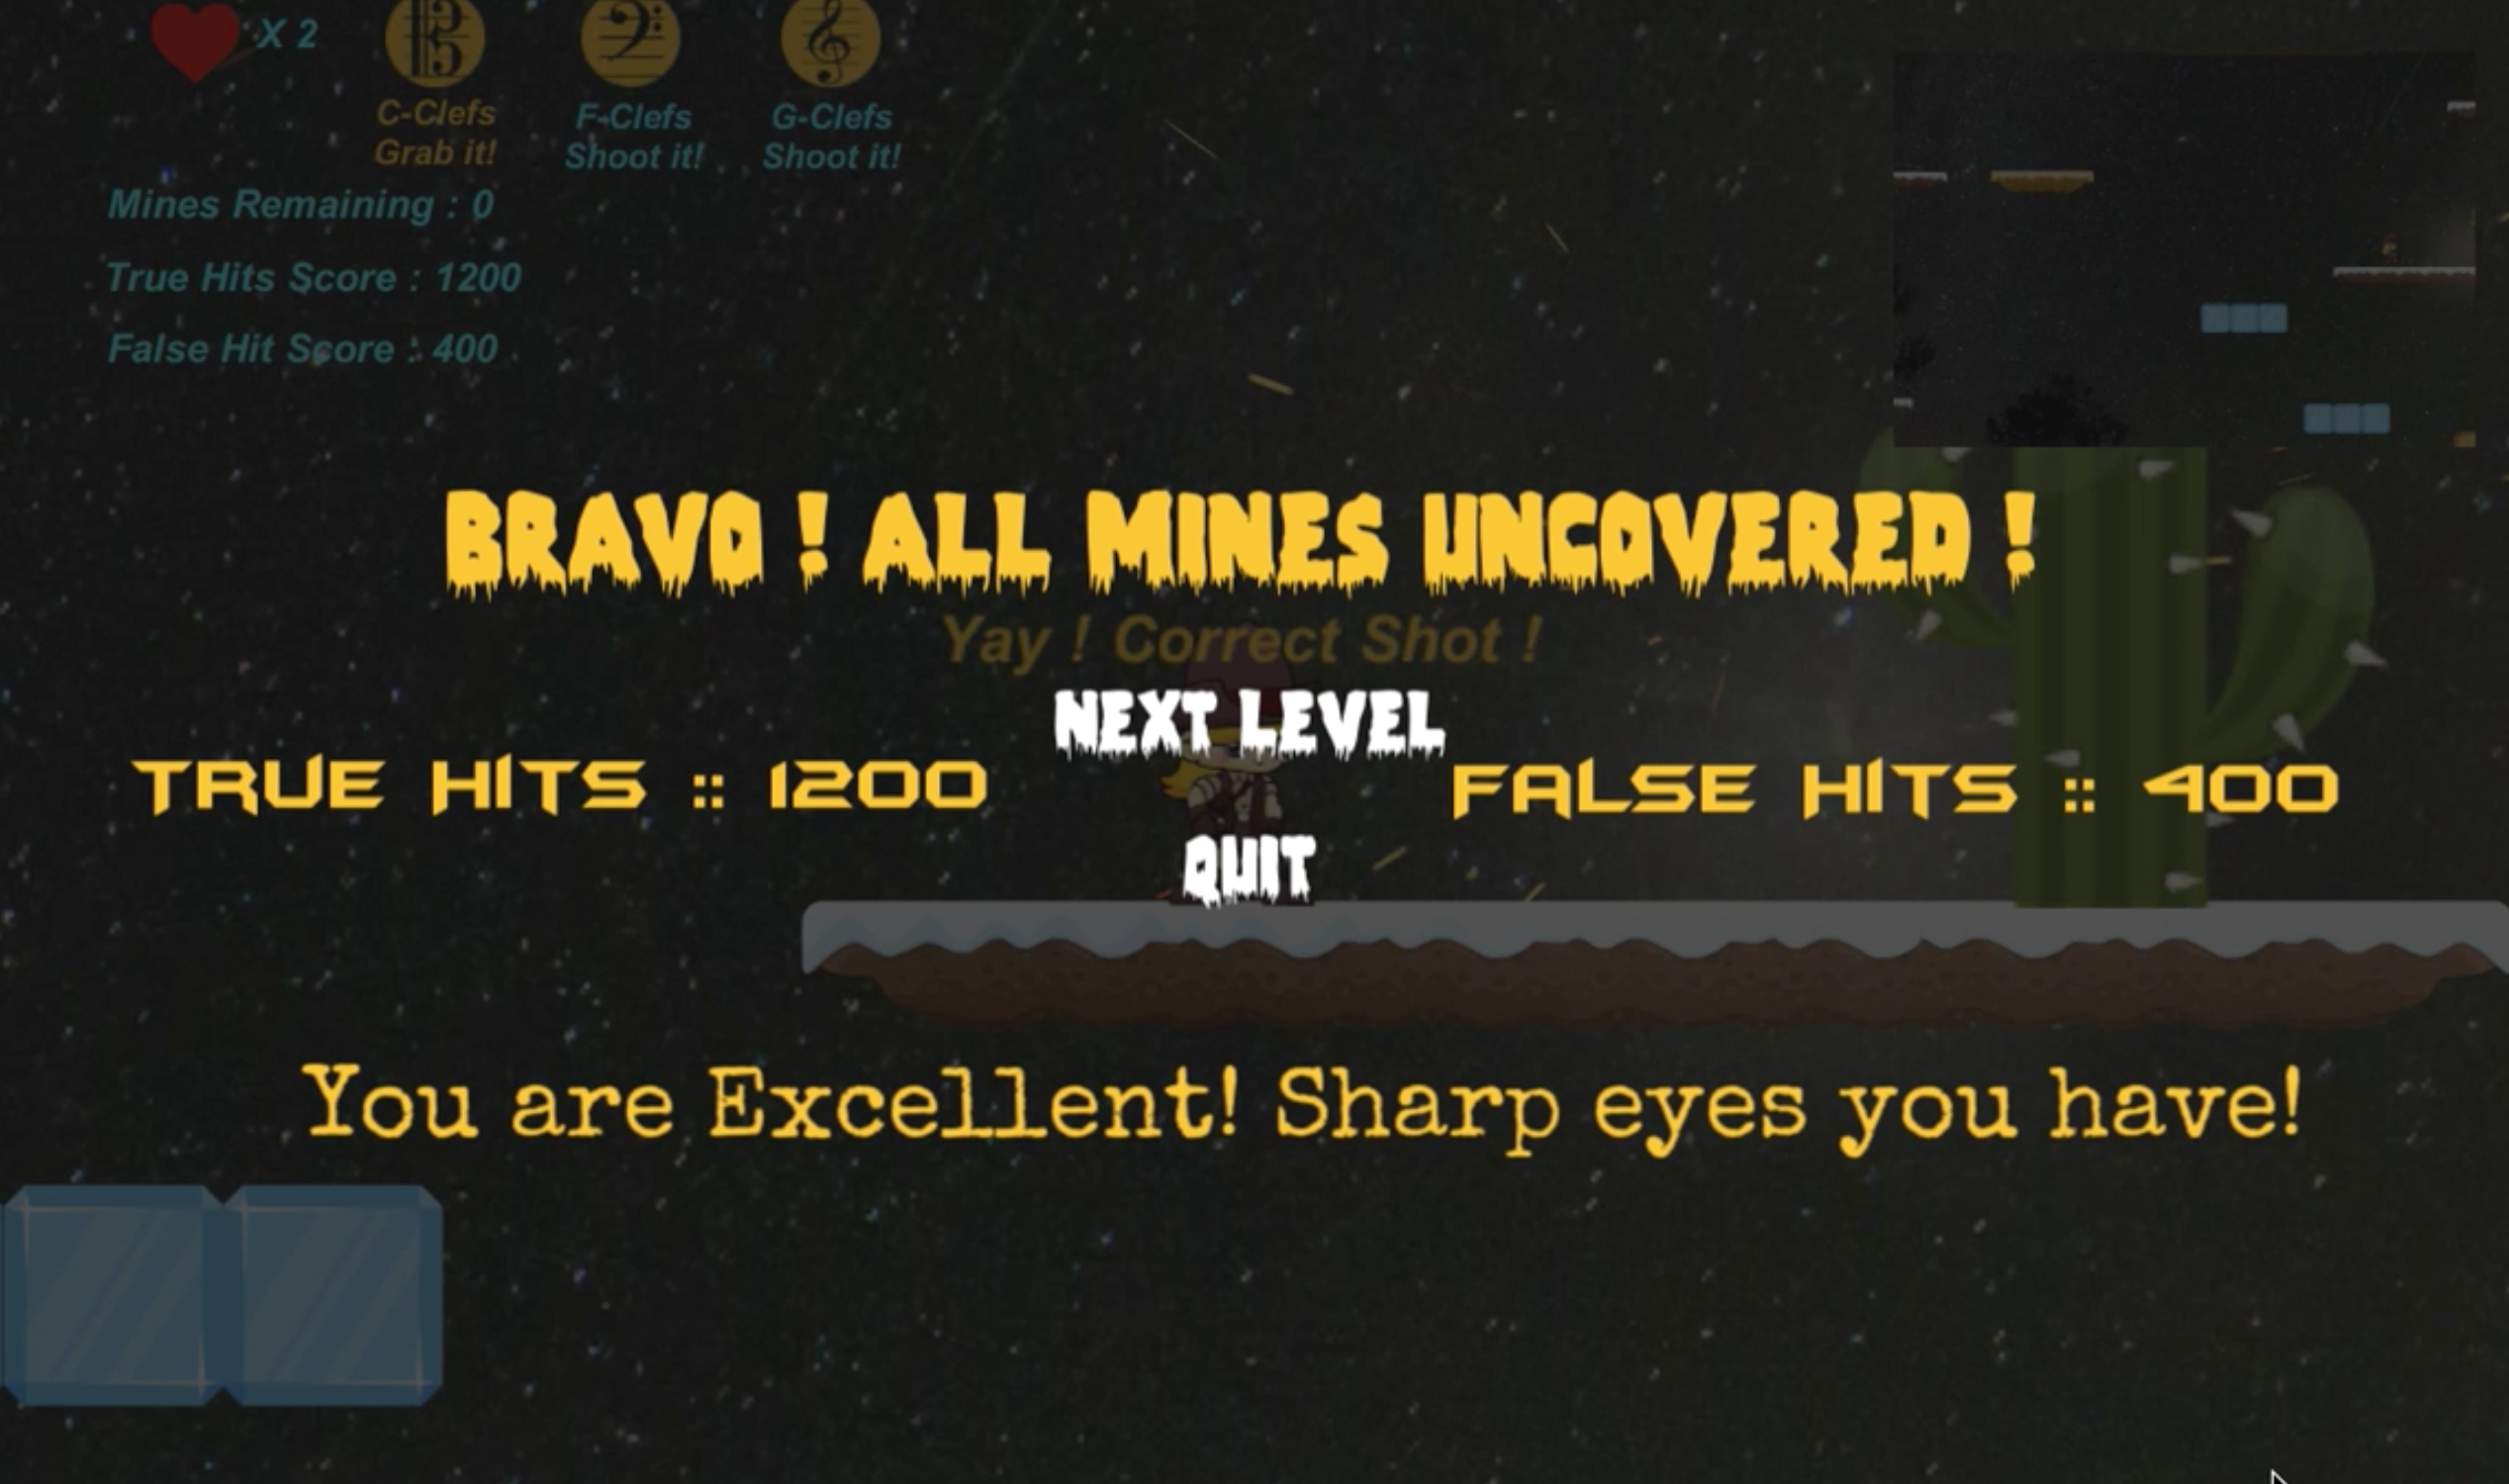 X 2
C-Clefs
Grab it!
F-Clefs
Shoot it!
G-Clefs
Shoot it!
Mines Remaining : 0
True Hits Score : 1200
False Hit Score : 400
BRAVO ! ALL MINES UNCOVERED !
Yay ! Correct Shot !
NEXT LEVEL
TRUE HITS :: 1200
FALSE HITS :: 400
QUIT
You are Excellent! Sharp eyes you have!